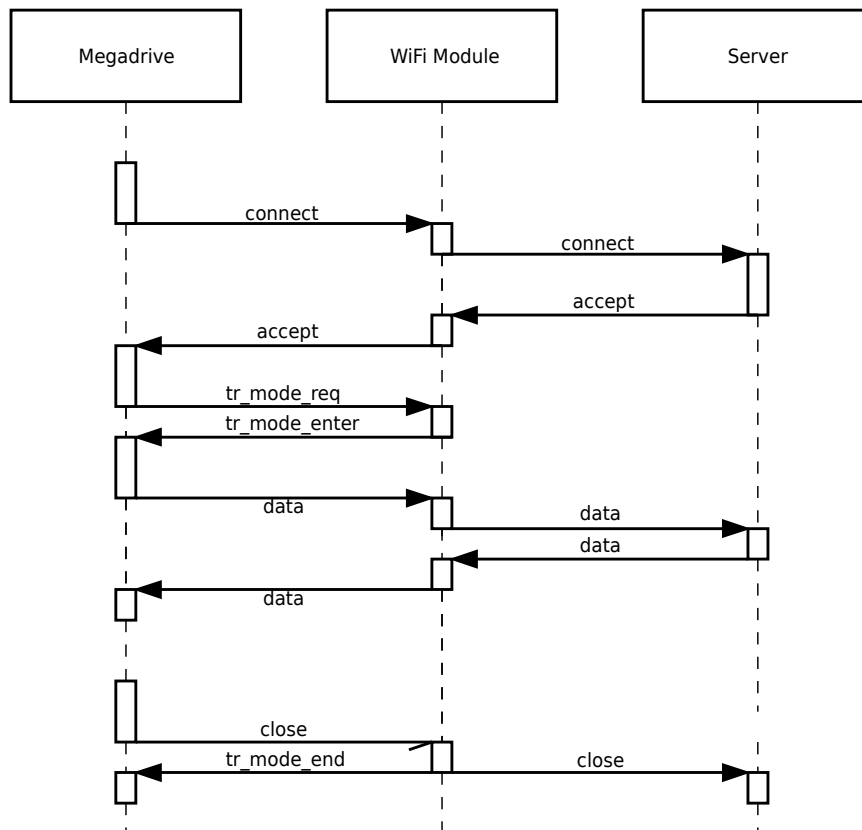 Megadrive
WiFi Module
Server
connect
connect
accept
accept
tr_mode_req
tr_mode_enter
data
data
data
data
close
tr_mode_end
close